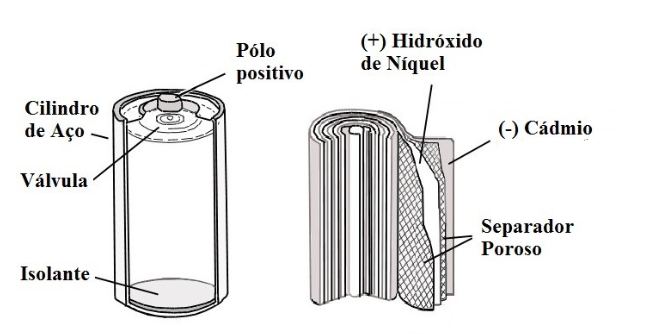 Pólo
positivo
Cilindro
de Aço
Válvula
Isolante
(+) Hidróxido
de Níquel
(-) Cádmio
Separador
Poroso